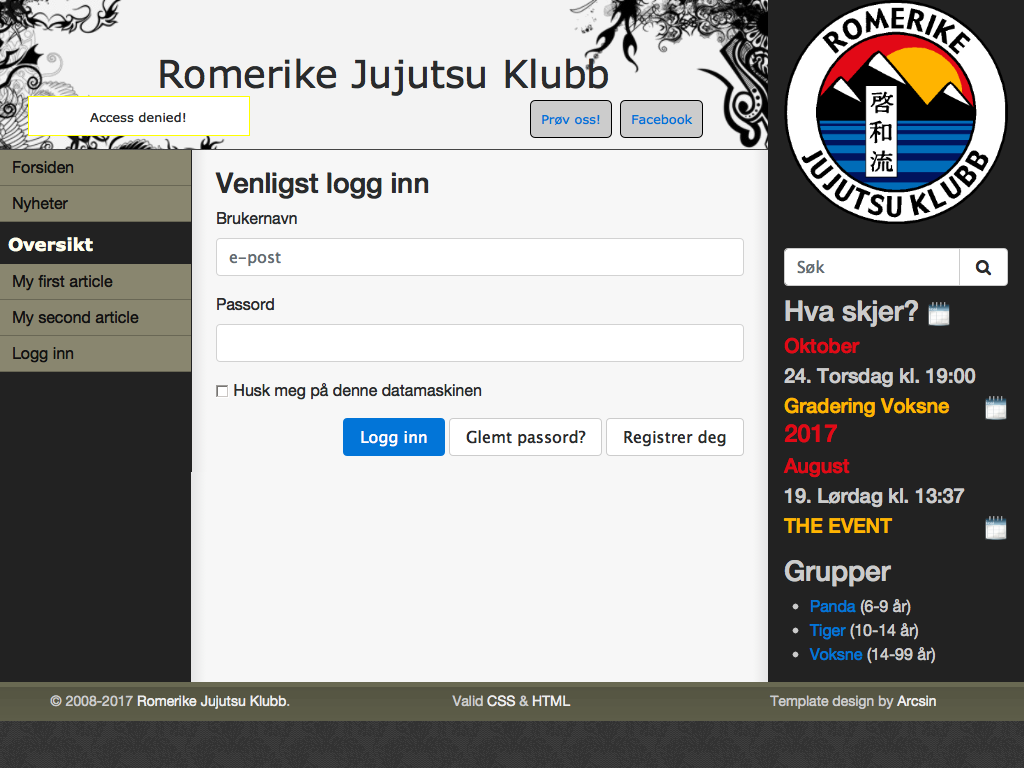 Romerike Jujutsu Klubb
Access denied!
Prøv oss!
Facebook
Forsiden
Nyheter
Oversikt
My first article
My second article
Logg inn
Venligst logg inn
Brukernavn
e-post
Passord
Husk meg på denne datamaskinen
Logg inn
Glemt passord?
Registrer deg
ROMERIKE
啓和流
JUJUTSU KLUBB
Søk
Hva skjer?
Oktober
24. Torsdag kl. 19:00
Gradering Voksne
2017
August
19. Lørdag kl. 13:37
THE EVENT
Grupper
Panda (6-9 år)
Tiger (10-14 år)
Voksne (14-99 år)
© 2008-2017 Romerike Jujutsu Klubb.
Valid CSS & HTML
Template design by Arcsin